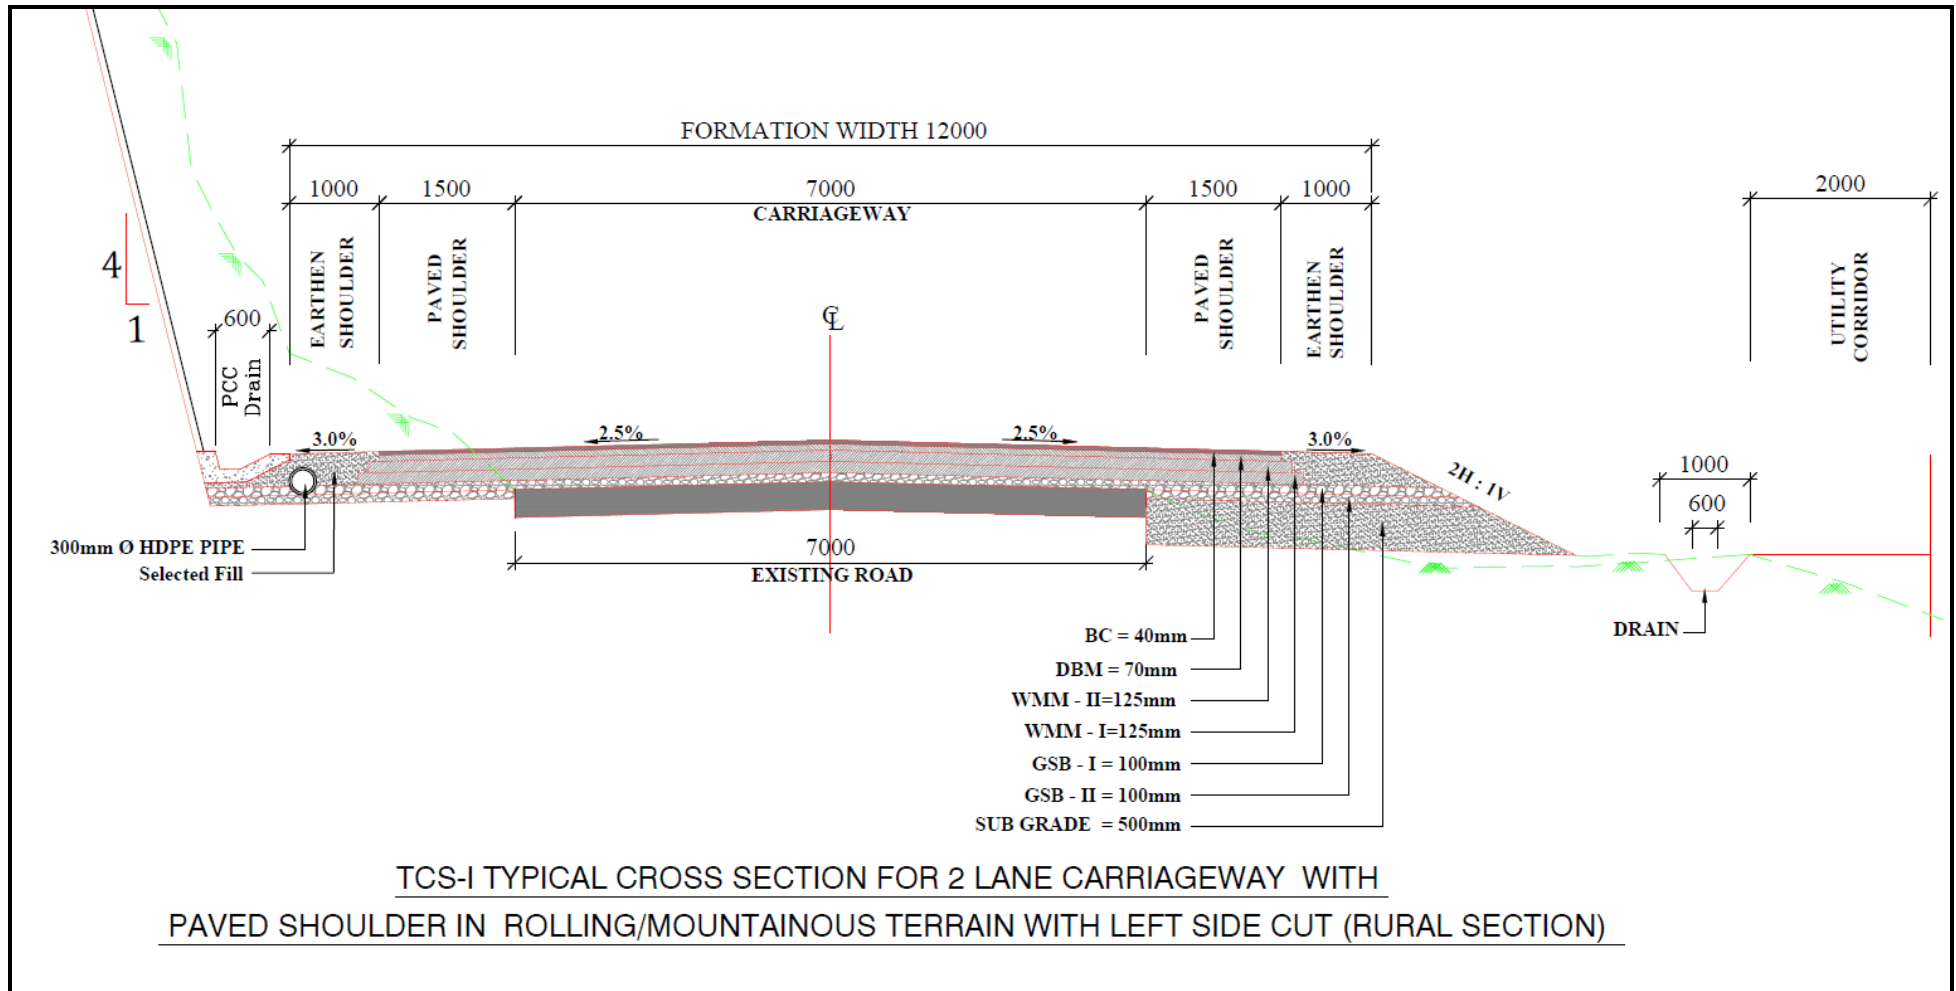 FORMATION WIDTH 12000
1000
1500
7000
1500
1000
2000
CARRIAGEWAY
EARTHEN
SHOULDER
PAVED
SHOULDER
PAVED
SHOULDER
EARTHEN
SHOULDER
UTILITY
CORRIDOR
4
1
600
PCC
Drain
℄
3.0%
2.5%
2.5%
3.0%
2H : 1V
1000
600
300mm Ø HDPE PIPE
Selected Fill
7000
EXISTING ROAD
DRAIN
BC = 40mm
DBM = 70mm
WMM - II=125mm
WMM - I=125mm
GSB - I = 100mm
GSB - II = 100mm
SUB GRADE = 500mm
TCS-I TYPICAL CROSS SECTION FOR 2 LANE CARRIAGEWAY WITH
PAVED SHOULDER IN ROLLING/MOUNTAINOUS TERRAIN WITH LEFT SIDE CUT (RURAL SECTION)